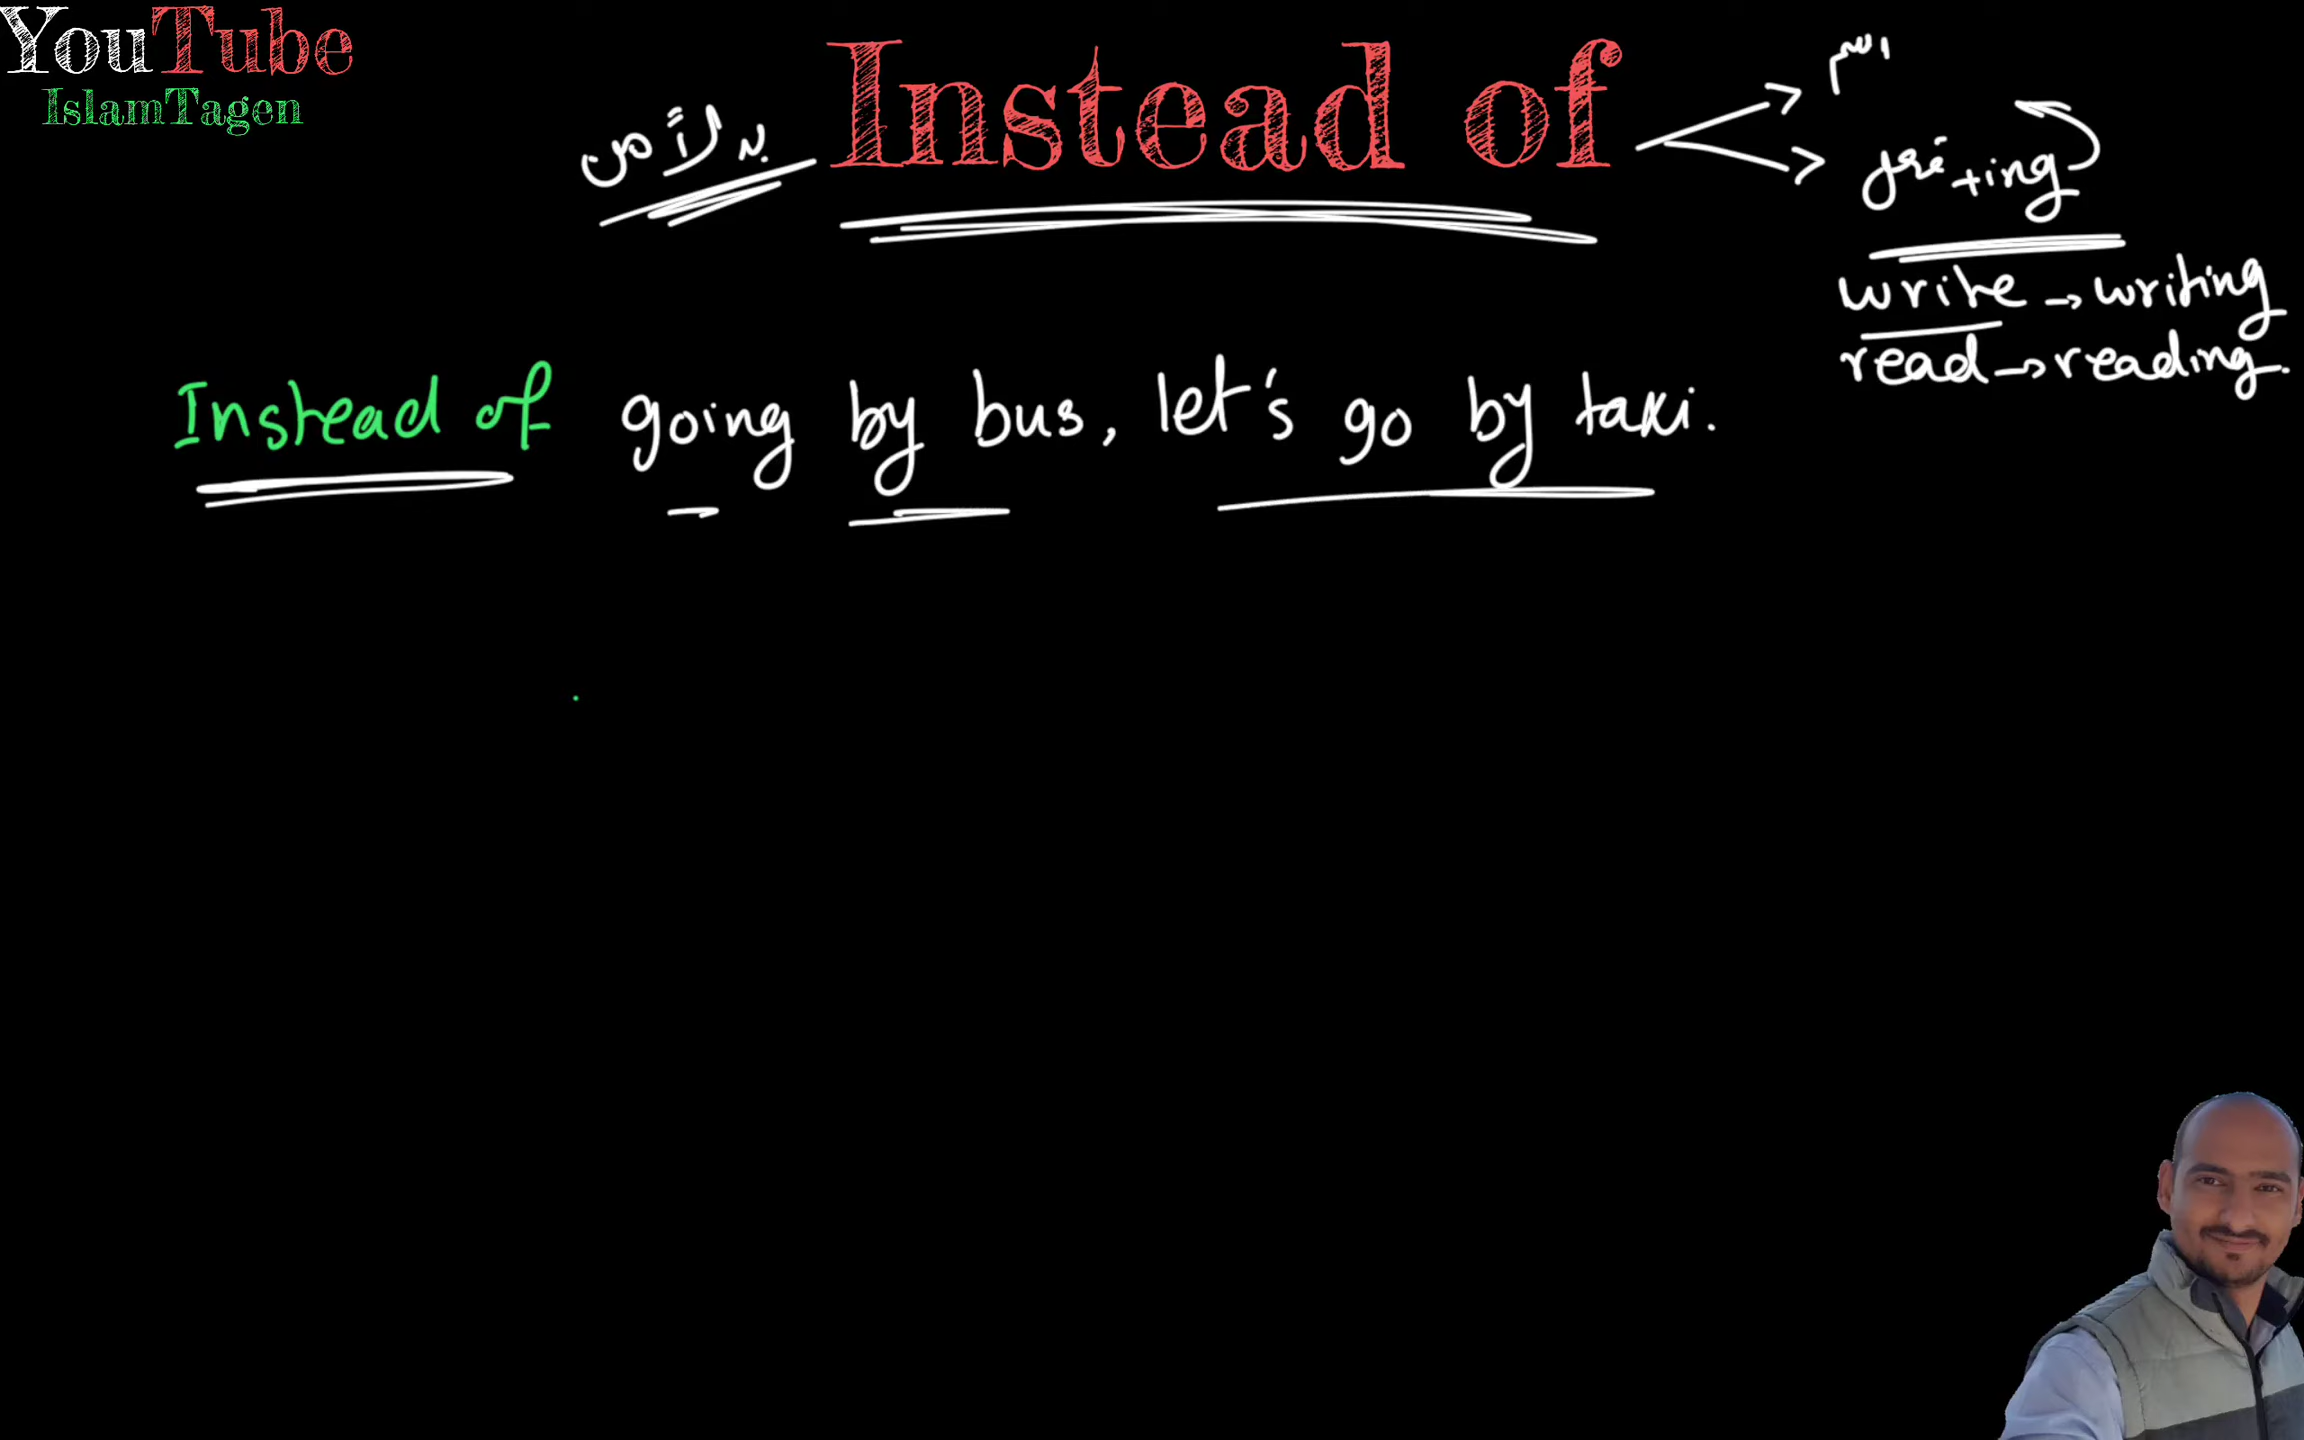 YouTube
IslamTagen
بدلاً من
Instead of
اسم
فعل+ing
write → writing
read → reading.
Instead of going by bus, let's go by taxi.